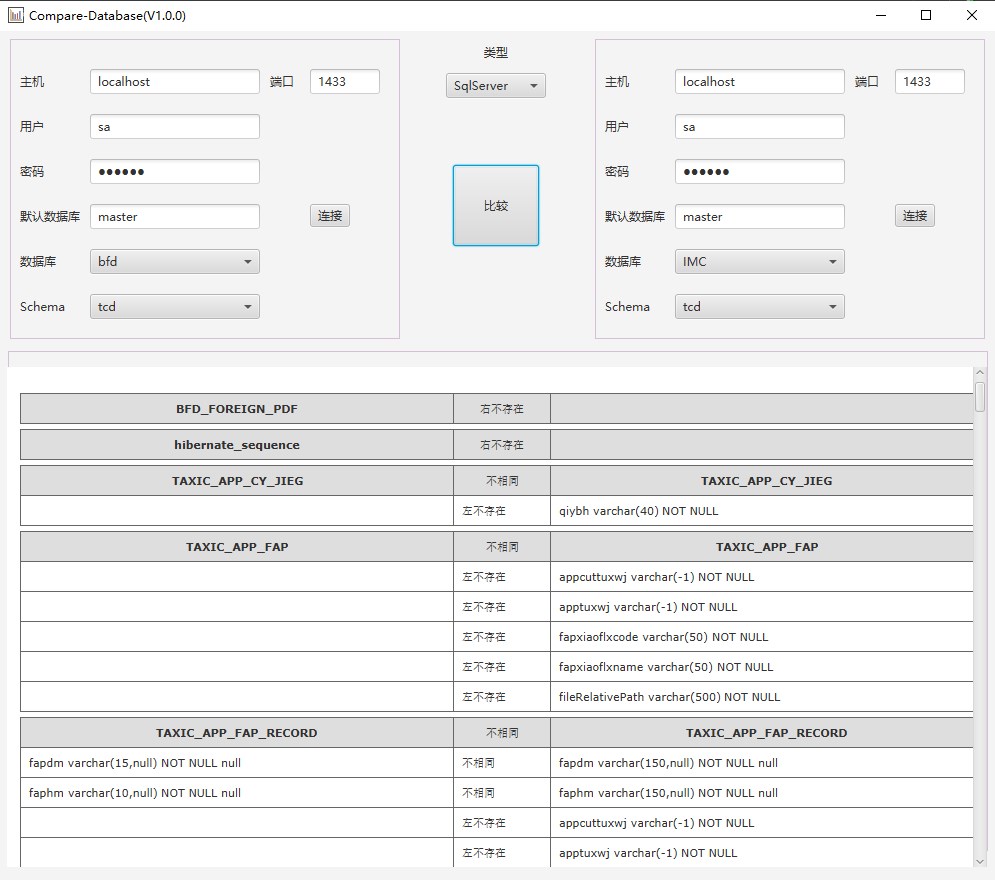 Compare-Database(V1.0.0)
类型
主机 localhost 端口 1433
SqlServer
主机 localhost 端口 1433
用户 sa
用户 sa
密码 ●●●●●●
比较
密码 ●●●●●●
默认数据库 master 连接
默认数据库 master 连接
数据库 bfd
数据库 IMC
Schema tcd
Schema tcd
BFD_FOREIGN_PDF 右不存在
hibernate_sequence 右不存在
TAXIC_APP_CY_JIEG 不相同 TAXIC_APP_CY_JIEG
左不存在 qiybh varchar(40) NOT NULL
TAXIC_APP_FAP 不相同 TAXIC_APP_FAP
左不存在 appcuttuxwj varchar(-1) NOT NULL
左不存在 apptuxwj varchar(-1) NOT NULL
左不存在 fapxiaoflxcode varchar(50) NOT NULL
左不存在 fapxiaoflxname varchar(50) NOT NULL
左不存在 fileRelativePath varchar(500) NOT NULL
TAXIC_APP_FAP_RECORD 不相同 TAXIC_APP_FAP_RECORD
fapdm varchar(15,null) NOT NULL null 不相同 fapdm varchar(150,null) NOT NULL null
faphm varchar(10,null) NOT NULL null 不相同 faphm varchar(150,null) NOT NULL null
左不存在 appcuttuxwj varchar(-1) NOT NULL
左不存在 apptuxwj varchar(-1) NOT NULL